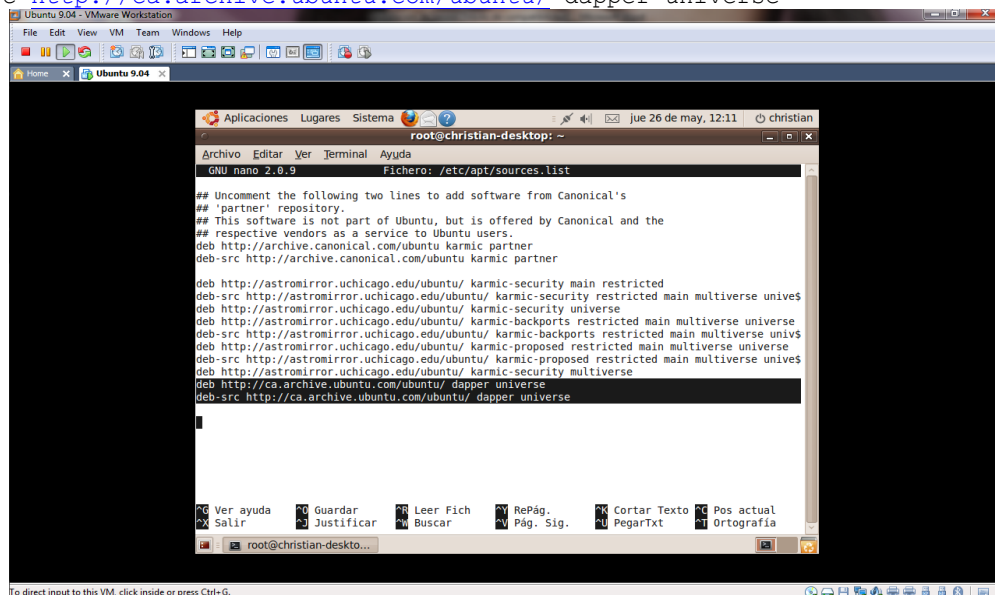 http://ca.archive.ubuntu.com/ubuntu/ dapper universe
Ubuntu 9.04 - VMware Workstation
File Edit View VM Team Windows Help
Home X Ubuntu 9.04 X
Aplicaciones Lugares Sistema jue 26 de may, 12:11 christian
root@christian-desktop: ~
Archivo Editar Ver Terminal Ayuda
GNU nano 2.0.9 Fichero: /etc/apt/sources.list
## Uncomment the following two lines to add software from Canonical's
## 'partner' repository.
## This software is not part of Ubuntu, but is offered by Canonical and the
## respective vendors as a service to Ubuntu users.
deb http://archive.canonical.com/ubuntu karmic partner
deb-src http://archive.canonical.com/ubuntu karmic partner
deb http://astromirror.uchicago.edu/ubuntu/ karmic-security main restricted
deb-src http://astromirror.uchicago.edu/ubuntu/ karmic-security restricted main multiverse unive$
deb http://astromirror.uchicago.edu/ubuntu/ karmic-security universe
deb http://astromirror.uchicago.edu/ubuntu/ karmic-backports restricted main multiverse universe
deb-src http://astromirror.uchicago.edu/ubuntu/ karmic-backports restricted main multiverse univ$
deb http://astromirror.uchicago.edu/ubuntu/ karmic-proposed restricted main multiverse universe
deb-src http://astromirror.uchicago.edu/ubuntu/ karmic-proposed restricted main multiverse unive$
deb http://astromirror.uchicago.edu/ubuntu/ karmic-security multiverse
deb http://ca.archive.ubuntu.com/ubuntu/ dapper universe
deb-src http://ca.archive.ubuntu.com/ubuntu/ dapper universe
^G Ver ayuda ^O Guardar ^R Leer Fich ^Y RePág. ^K Cortar Texto ^C Pos actual
^X Salir ^J Justificar ^W Buscar ^V Pág. Sig. ^U PegarTxt ^T Ortografía
root@christian-deskto...
To direct input to this VM, click inside or press Ctrl+G.